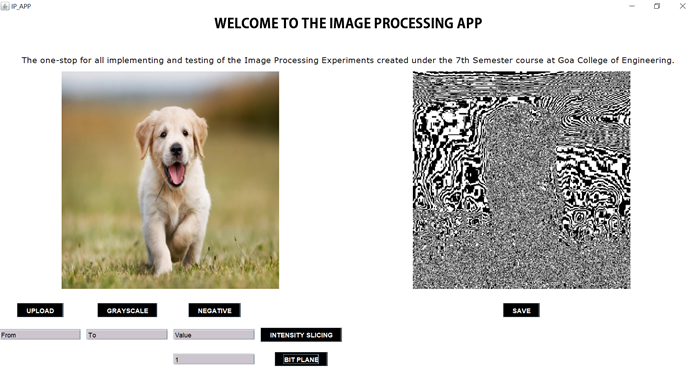 IP_APP
WELCOME TO THE IMAGE PROCESSING APP
The one-stop for all implementing and testing of the Image Processing Experiments created under the 7th Semester course at Goa College of Engineering.
UPLOAD GRAYSCALE NEGATIVE SAVE
From To Value INTENSITY SLICING
1 BIT PLANE